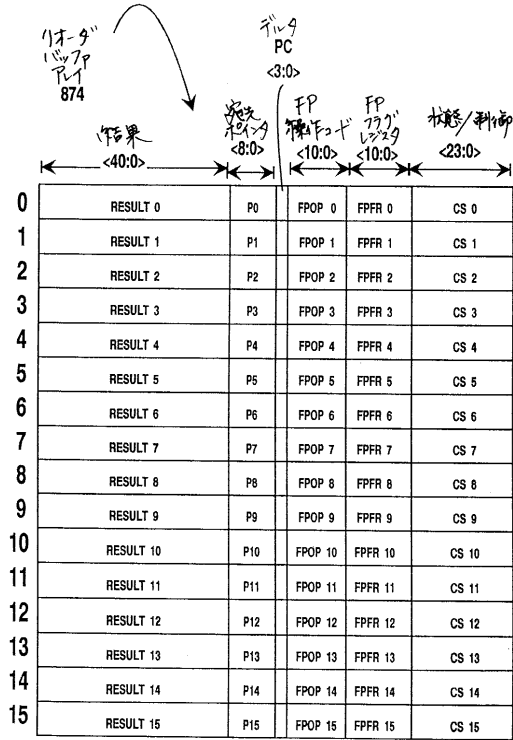 リオーダ
バッファ
アレイ
874
デルタ
PC
<3:0>
結果
<40:0>
宛先
ポインタ
<8:0>
FP
操作コード
<10:0>
FP
フラグ
レジスタ
<10:0>
状態/制御
<23:0>
0 RESULT 0 P0 FPOP 0 FPFR 0 CS 0
1 RESULT 1 P1 FPOP 1 FPFR 1 CS 1
2 RESULT 2 P2 FPOP 2 FPFR 2 CS 2
3 RESULT 3 P3 FPOP 3 FPFR 3 CS 3
4 RESULT 4 P4 FPOP 4 FPFR 4 CS 4
5 RESULT 5 P5 FPOP 5 FPFR 5 CS 5
6 RESULT 6 P6 FPOP 6 FPFR 6 CS 6
7 RESULT 7 P7 FPOP 7 FPFR 7 CS 7
8 RESULT 8 P8 FPOP 8 FPFR 8 CS 8
9 RESULT 9 P9 FPOP 9 FPFR 9 CS 9
10 RESULT 10 P10 FPOP 10 FPFR 10 CS 10
11 RESULT 11 P11 FPOP 11 FPFR 11 CS 11
12 RESULT 12 P12 FPOP 12 FPFR 12 CS 12
13 RESULT 13 P13 FPOP 13 FPFR 13 CS 13
14 RESULT 14 P14 FPOP 14 FPFR 14 CS 14
15 RESULT 15 P15 FPOP 15 FPFR 15 CS 15